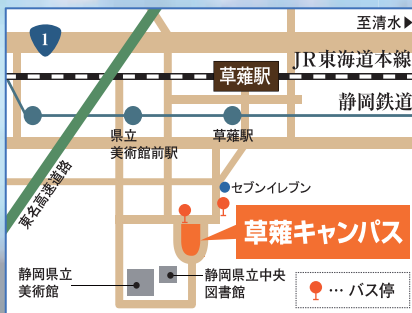 1
至清水▶
JR東海道本線
草薙駅
静岡鉄道
県立
美術館前駅
草薙駅
東名高速道路
セブンイレブン
草薙キャンパス
静岡県立
美術館
静岡県立中央
図書館
… バス停